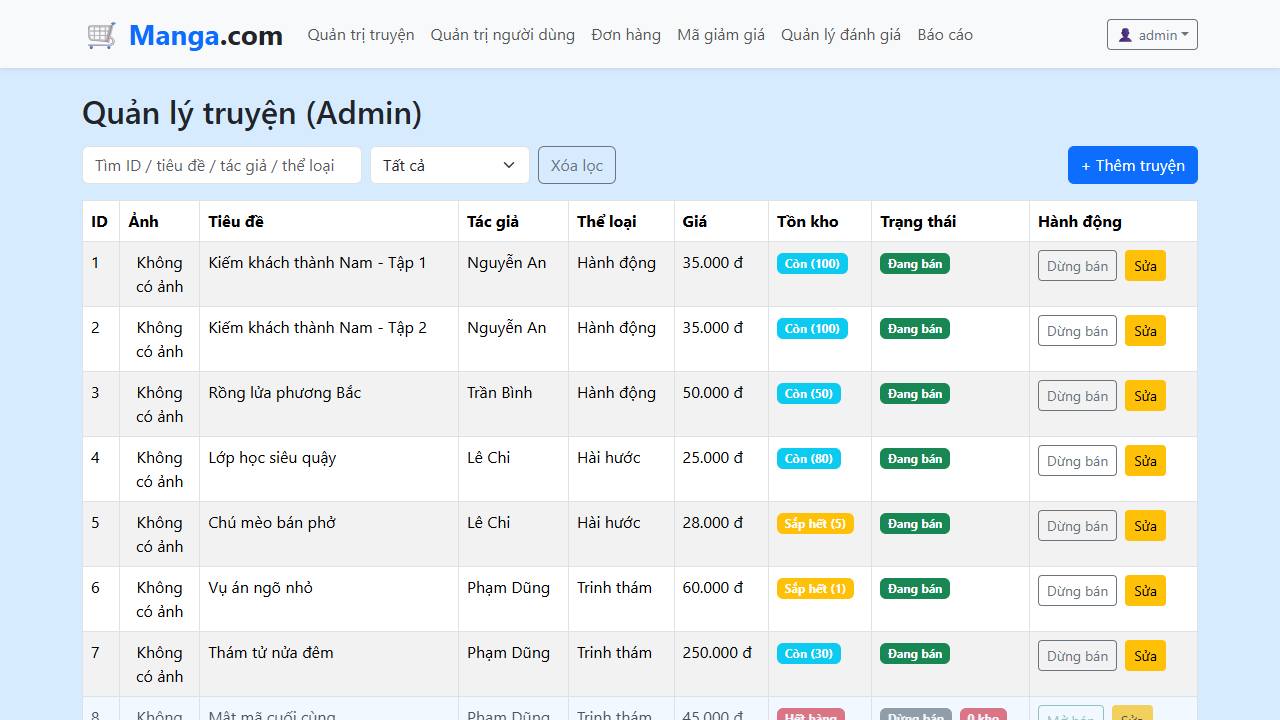 Manga.com Quản trị truyện Quản trị người dùng Đơn hàng Mã giảm giá Quản lý đánh giá Báo cáo admin
Quản lý truyện (Admin)
Tìm ID / tiêu đề / tác giả / thể loại Tất cả Xóa lọc + Thêm truyện
ID Ảnh Tiêu đề Tác giả Thể loại Giá Tồn kho Trạng thái Hành động
1 Không có ảnh Kiếm khách thành Nam - Tập 1 Nguyễn An Hành động 35.000 đ Còn (100) Đang bán Dừng bán Sửa
2 Không có ảnh Kiếm khách thành Nam - Tập 2 Nguyễn An Hành động 35.000 đ Còn (100) Đang bán Dừng bán Sửa
3 Không có ảnh Rồng lửa phương Bắc Trần Bình Hành động 50.000 đ Còn (50) Đang bán Dừng bán Sửa
4 Không có ảnh Lớp học siêu quậy Lê Chi Hài hước 25.000 đ Còn (80) Đang bán Dừng bán Sửa
5 Không có ảnh Chú mèo bán phở Lê Chi Hài hước 28.000 đ Sắp hết (5) Đang bán Dừng bán Sửa
6 Không có ảnh Vụ án ngõ nhỏ Phạm Dũng Trinh thám 60.000 đ Sắp hết (1) Đang bán Dừng bán Sửa
7 Không có ảnh Thám tử nửa đêm Phạm Dũng Trinh thám 250.000 đ Còn (30) Đang bán Dừng bán Sửa
8 Không Mật mã cuối cùng Phạm Dũng Trinh thám 45.000 đ Hết hàng Dừng bán 0 kho Mở bán Sửa